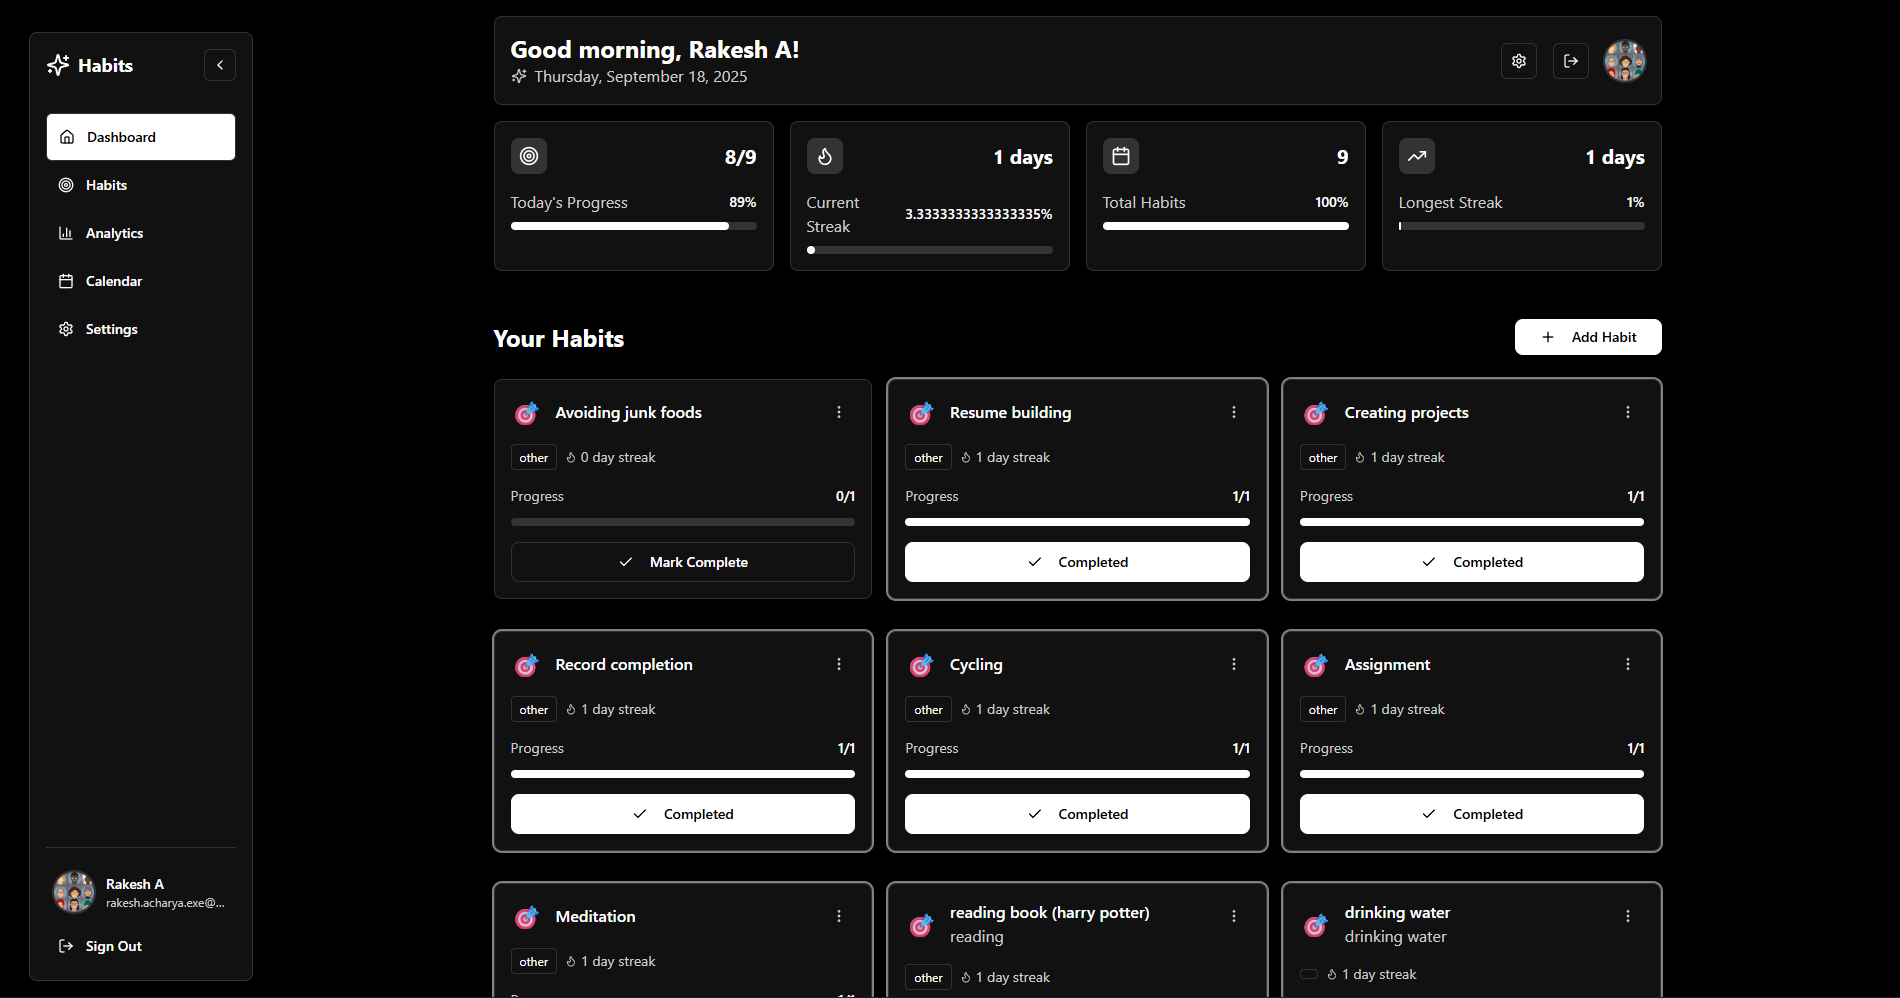 Habits
Dashboard
Habits
Analytics
Calendar
Settings
Rakesh A
rakesh.acharya.exe@...
Sign Out
Good morning, Rakesh A!
Thursday, September 18, 2025
8/9
Today's Progress 89%
1 days
Current
Streak
3.3333333333333335%
9
Total Habits 100%
1 days
Longest Streak 1%
Your Habits
Add Habit
Avoiding junk foods
other 0 day streak
Progress 0/1
Mark Complete
Resume building
other 1 day streak
Progress 1/1
Completed
Creating projects
other 1 day streak
Progress 1/1
Completed
Record completion
other 1 day streak
Progress 1/1
Completed
Cycling
other 1 day streak
Progress 1/1
Completed
Assignment
other 1 day streak
Progress 1/1
Completed
Meditation
other 1 day streak
reading book (harry potter)
reading
other 1 day streak
drinking water
drinking water
1 day streak